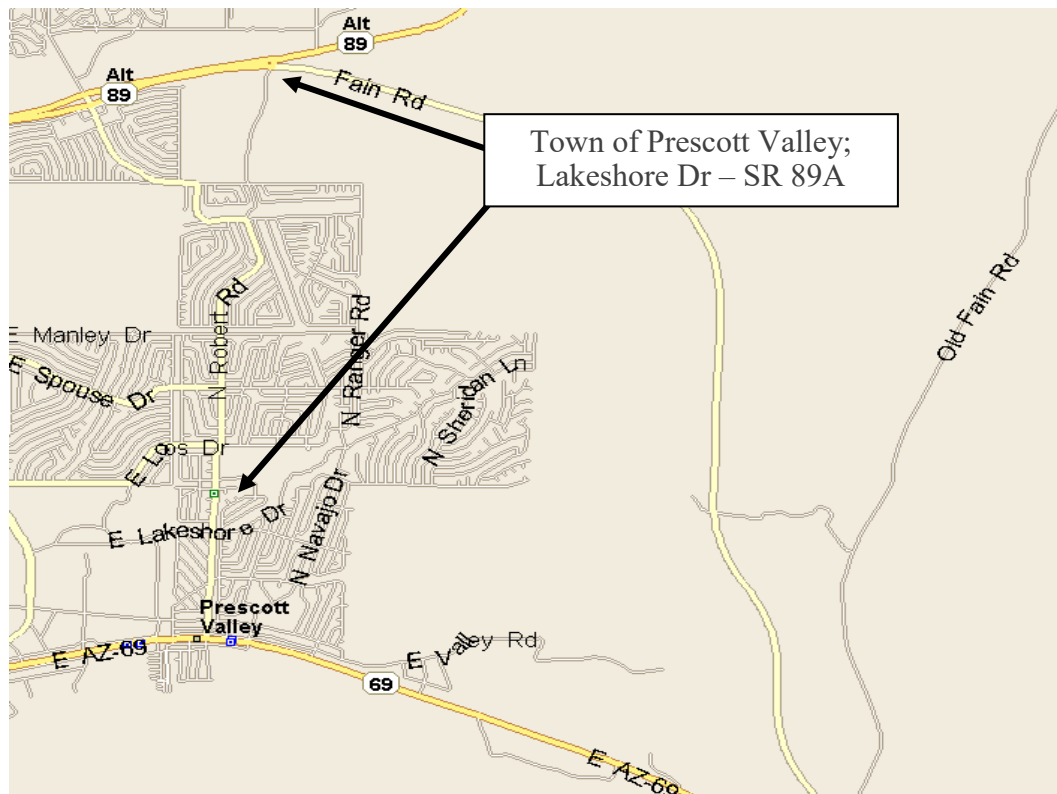 Alt
89
Alt
89
Fain Rd
Town of Prescott Valley;
Lakeshore Dr – SR 89A
Old Fain Rd
N Robert Rd
N Ranger Rd
E Manley Dr
E Spouse Dr
N Sheridan Ln
E Loos Dr
E Lakeshore Dr
N Navajo Dr
Prescott
Valley
E AZ-69
E Valley Rd
69
E AZ-69